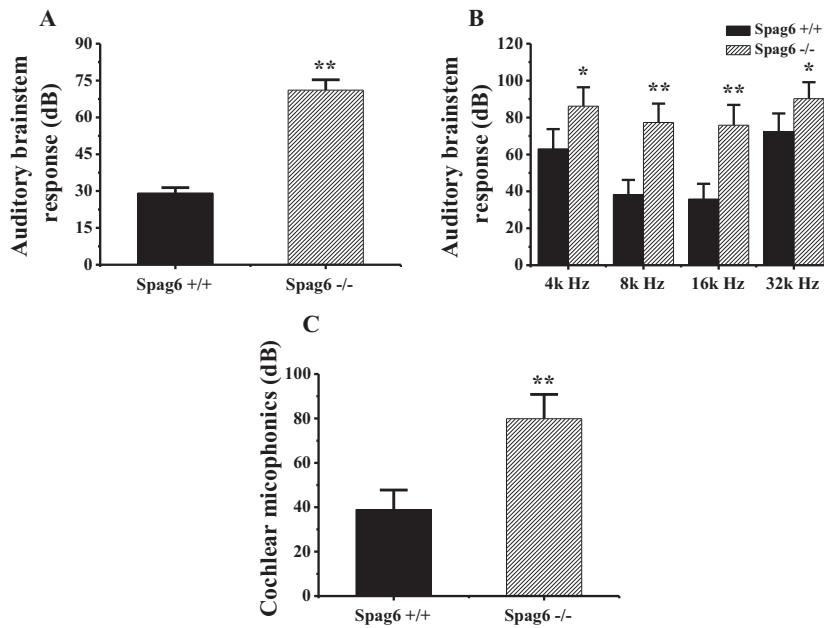 A
Auditory brainstem
response (dB)
90
75
60
45
30
15
0
**
Spag6 +/+
Spag6 -/-
B
Spag6 +/+
Spag6 -/-
Auditory brainstem
response (dB)
120
100
80
60
40
20
0
*
**
**
*
4k Hz
8k Hz
16k Hz
32k Hz
C
Cochlear micophonics (dB)
100
80
60
40
20
0
**
Spag6 +/+
Spag6 -/-